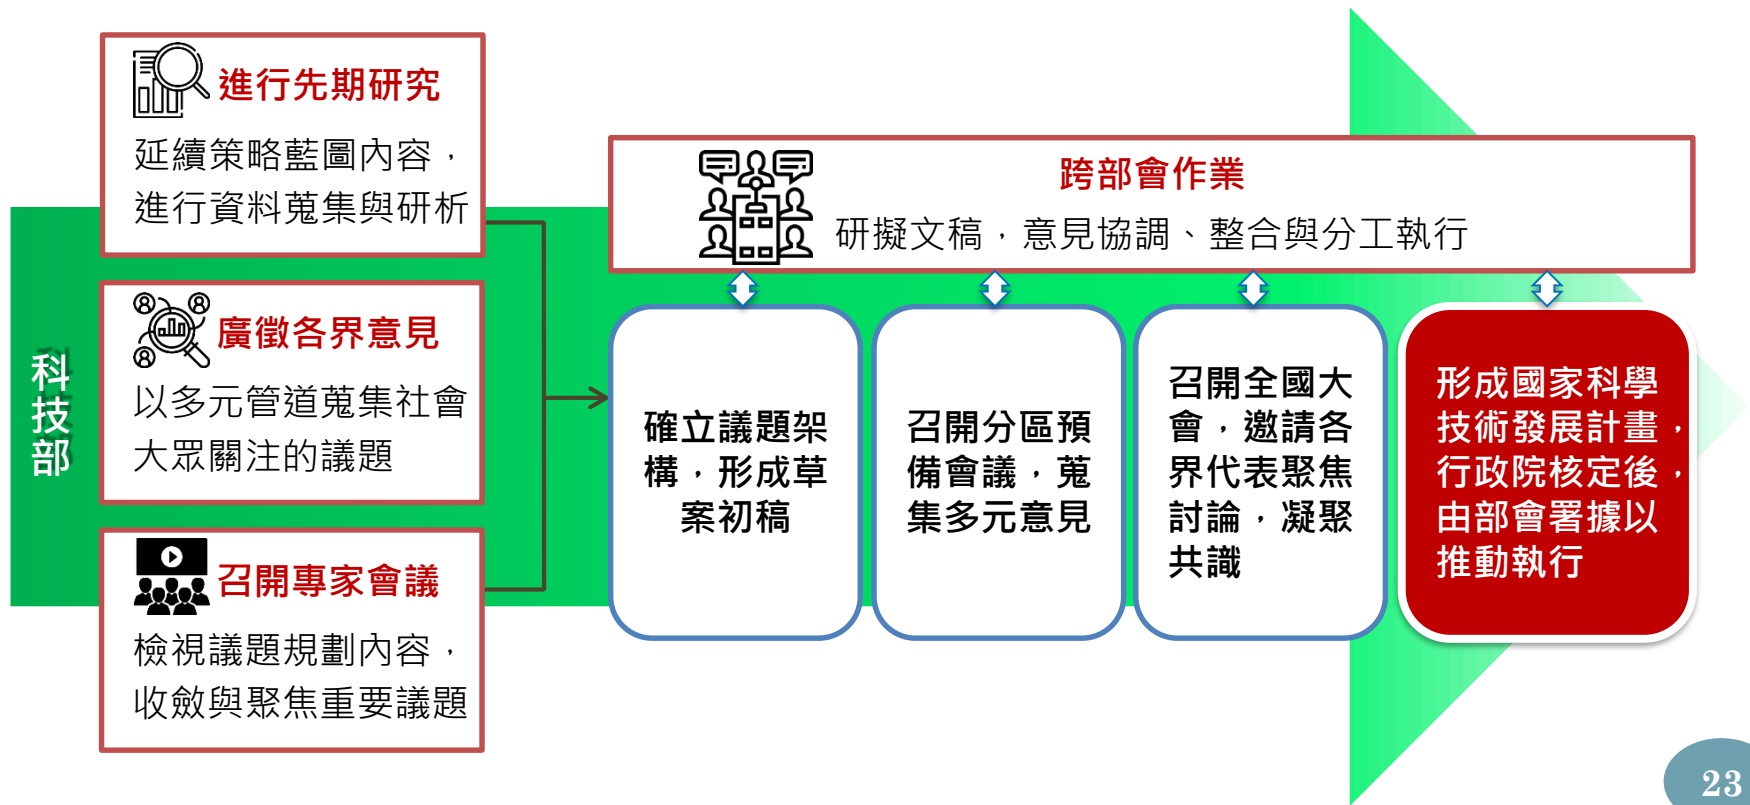 科技部
進行先期研究
延續策略藍圖內容，
進行資料蒐集與研析
廣徵各界意見
以多元管道蒐集社會
大眾關注的議題
召開專家會議
檢視議題規劃內容，
收斂與聚焦重要議題
跨部會作業
研擬文稿，意見協調、整合與分工執行
確立議題架
構，形成草
案初稿
召開分區預
備會議，蒐
集多元意見
召開全國大
會，邀請各
界代表聚焦
討論，凝聚
共識
形成國家科學
技術發展計畫，
行政院核定後，
由部會署據以
推動執行
23